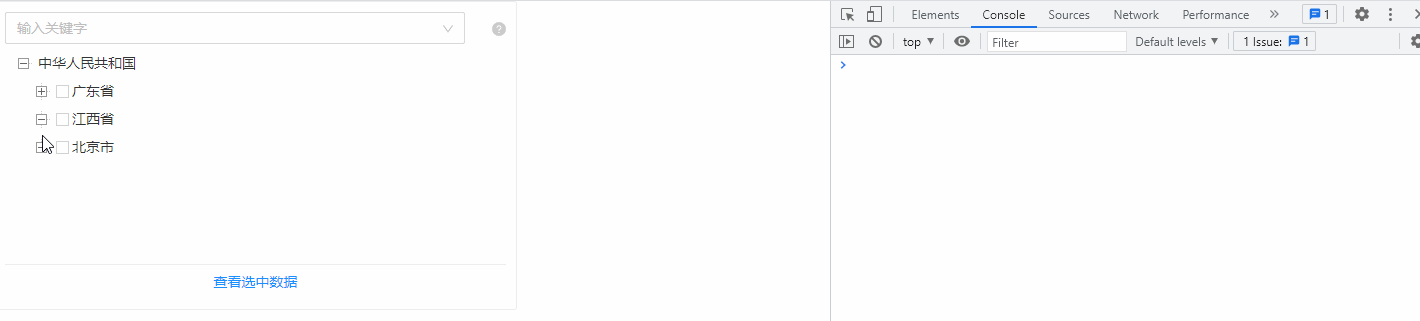 输入关键字
中华人民共和国
广东省
江西省
北京市
查看选中数据
Elements Console Sources Network Performance 1
top Filter Default levels 1 Issue: 1